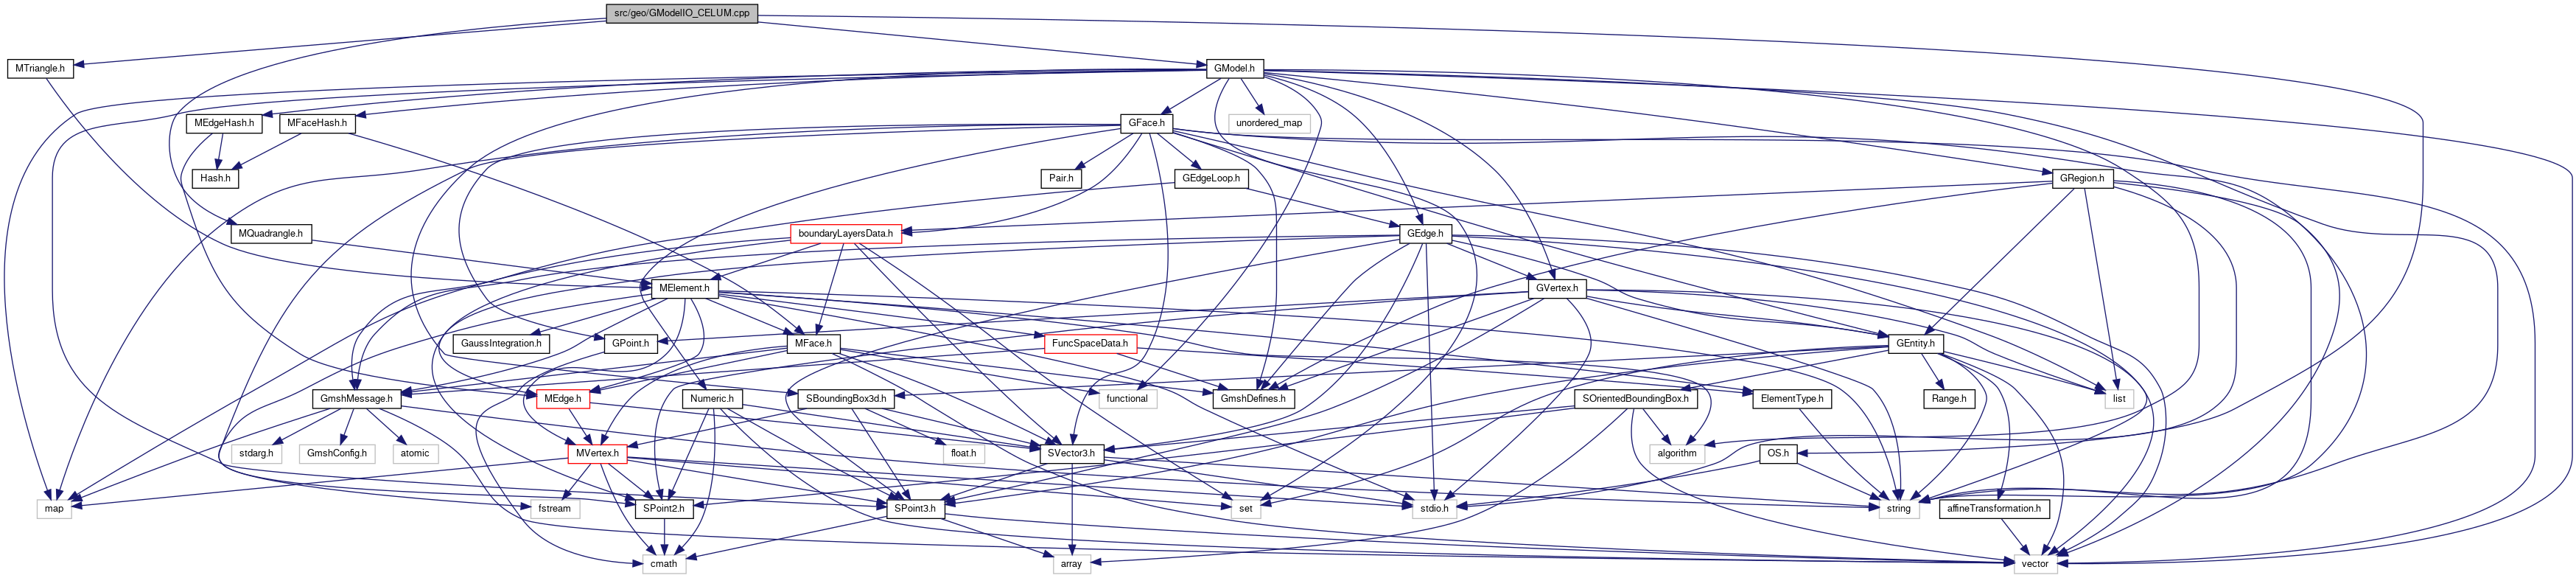 src/geo/GModelIO_CELUM.cpp
MTriangle.h
GModel.h
MEdgeHash.h
MFaceHash.h
GFace.h
unordered_map
Hash.h
Pair.h
GEdgeLoop.h
GRegion.h
MQuadrangle.h
boundaryLayersData.h
GEdge.h
MElement.h
GVertex.h
GaussIntegration.h
GPoint.h
MFace.h
FuncSpaceData.h
GEntity.h
GmshMessage.h
MEdge.h
Numeric.h
SBoundingBox3d.h
functional
GmshDefines.h
SOrientedBoundingBox.h
ElementType.h
Range.h
list
stdarg.h
GmshConfig.h
atomic
MVertex.h
float.h
SVector3.h
algorithm
OS.h
map
fstream
SPoint2.h
SPoint3.h
set
stdio.h
string
affineTransformation.h
cmath
array
vector